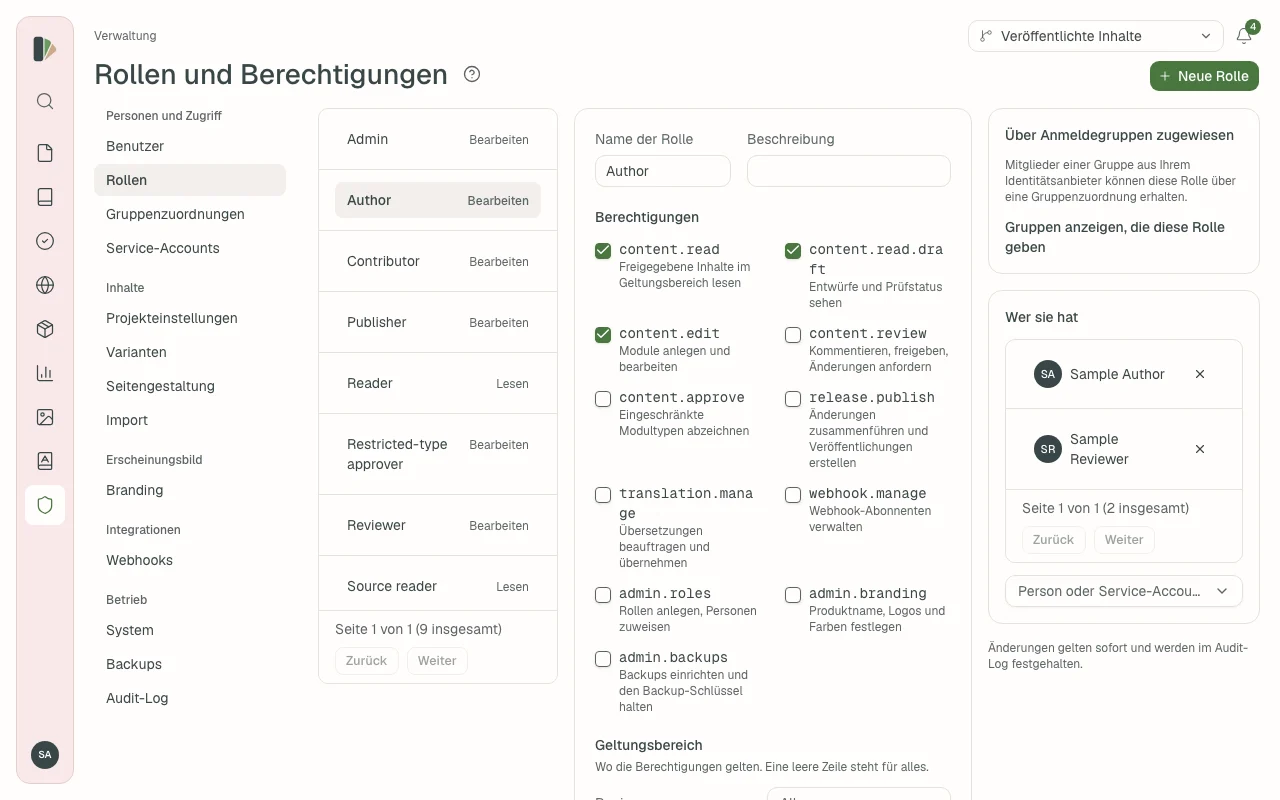 Verwaltung
Veröffentlichte Inhalte
4
Rollen und Berechtigungen
Neue Rolle
Personen und Zugriff
Benutzer
Rollen
Gruppenzuordnungen
Service-Accounts
Inhalte
Projekteinstellungen
Varianten
Seitengestaltung
Import
Erscheinungsbild
Branding
Integrationen
Webhooks
Betrieb
System
Backups
Audit-Log
SA
Admin Bearbeiten
Author Bearbeiten
Contributor Bearbeiten
Publisher Bearbeiten
Reader Lesen
Restricted-type
approver
Bearbeiten
Reviewer Bearbeiten
Source reader Lesen
Seite 1 von 1 (9 insgesamt)
Zurück Weiter
Name der Rolle
Author
Beschreibung
Berechtigungen
content.read
Freigegebene Inhalte im
Geltungsbereich lesen
content.read.dra
ft
Entwürfe und Prüfstatus
sehen
content.edit
Module anlegen und
bearbeiten
content.review
Kommentieren, freigeben,
Änderungen anfordern
content.approve
Eingeschränkte
Modultypen abzeichnen
release.publish
Änderungen
zusammenführen und
Veröffentlichungen
erstellen
translation.mana
ge
Übersetzungen
beauftragen und
übernehmen
webhook.manage
Webhook-Abonnenten
verwalten
admin.roles
Rollen anlegen, Personen
zuweisen
admin.branding
Produktname, Logos und
Farben festlegen
admin.backups
Backups einrichten und
den Backup-Schlüssel
halten
Geltungsbereich
Wo die Berechtigungen gelten. Eine leere Zeile steht für alles.
Über Anmeldegruppen zugewiesen
Mitglieder einer Gruppe aus Ihrem
Identitätsanbieter können diese Rolle über
eine Gruppenzuordnung erhalten.
Gruppen anzeigen, die diese Rolle
geben
Wer sie hat
SA Sample Author
SR Sample
Reviewer
Seite 1 von 1 (2 insgesamt)
Zurück Weiter
Person oder Service-Accou...
Änderungen gelten sofort und werden im Audit-
Log festgehalten.